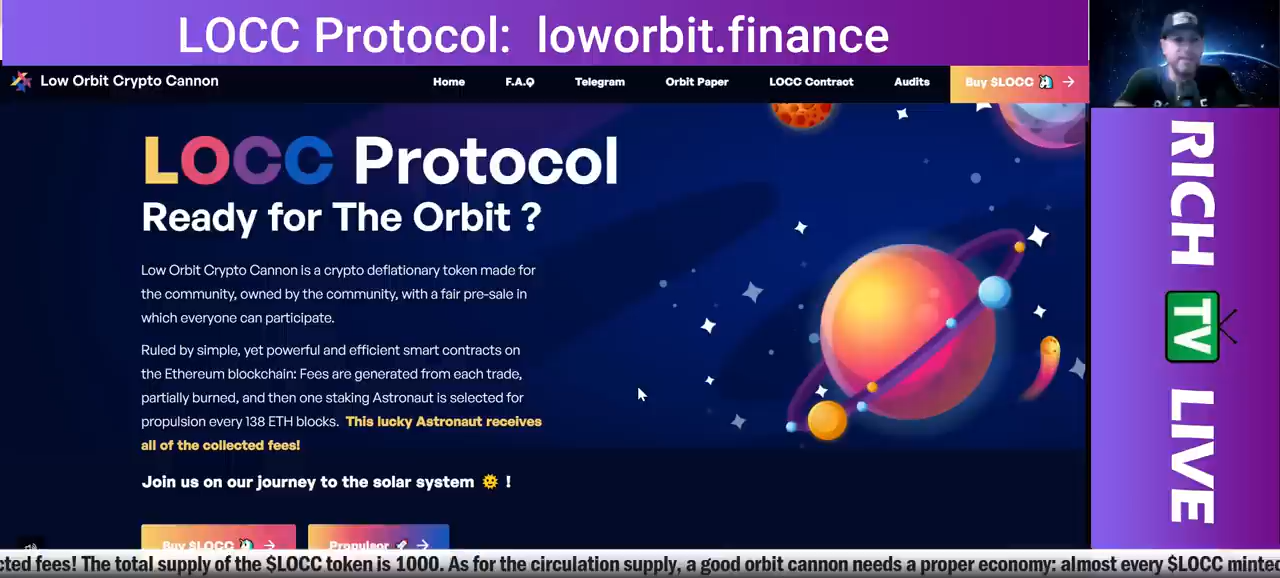 LOCC Protocol: loworbit.finance
Low Orbit Crypto Cannon
Home
F.A.Q
Telegram
Orbit Paper
LOCC Contract
Audits
Buy $LOCC
LOCC Protocol
Ready for The Orbit ?
Low Orbit Crypto Cannon is a crypto deflationary token made for
the community, owned by the community, with a fair pre-sale in
which everyone can participate.
Ruled by simple, yet powerful and efficient smart contracts on
the Ethereum blockchain: Fees are generated from each trade,
partially burned, and then one staking Astronaut is selected for
propulsion every 138 ETH blocks. This lucky Astronaut receives
all of the collected fees!
Join us on our journey to the solar system 🌞 !
Buy $LOCC
Propulsor
RICH TV LIVE
cted fees! The total supply of the $LOCC token is 1000. As for the circulation supply, a good orbit cannon needs a proper economy: almost every $LOCC minted